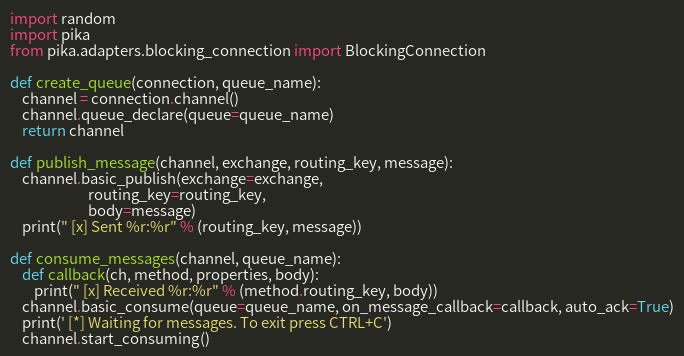 import random
import pika
from pika.adapters.blocking_connection import BlockingConnection

def create_queue(connection, queue_name):
    channel = connection.channel()
    channel.queue_declare(queue=queue_name)
    return channel

def publish_message(channel, exchange, routing_key, message):
    channel.basic_publish(exchange=exchange,
                          routing_key=routing_key,
                          body=message)
    print(" [x] Sent %r:%r" % (routing_key, message))

def consume_messages(channel, queue_name):
    def callback(ch, method, properties, body):
        print(" [x] Received %r:%r" % (method.routing_key, body))
    channel.basic_consume(queue=queue_name, on_message_callback=callback, auto_ack=True)
    print(' [*] Waiting for messages. To exit press CTRL+C')
    channel.start_consuming()